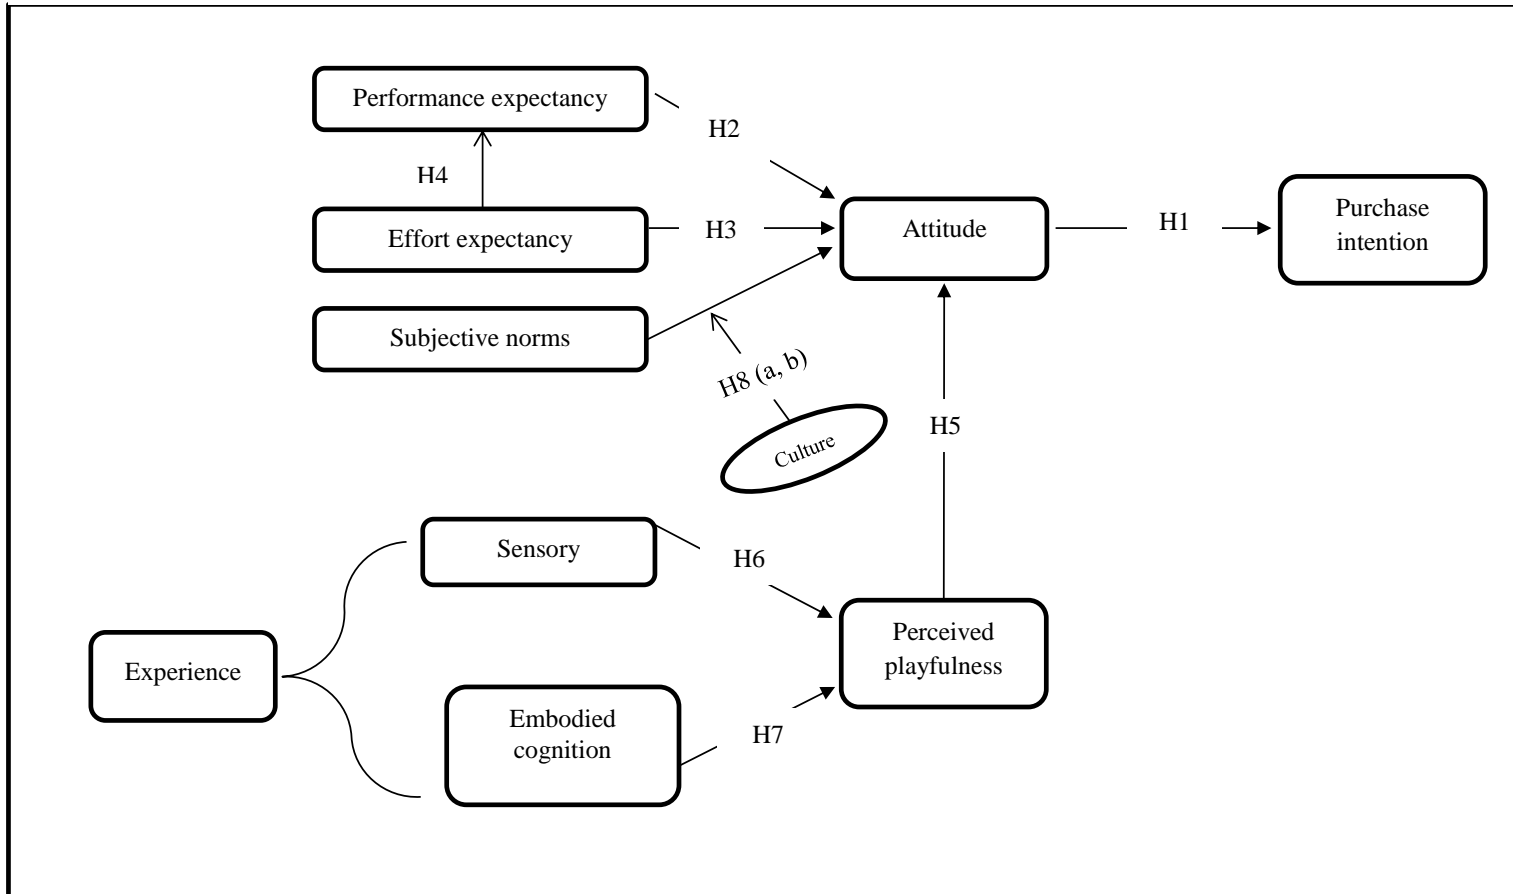 Performance expectancy
H2
H4
Purchase
intention
Effort expectancy
H3
Attitude
H1
Subjective norms
H8 (a, b)
Culture
H5
Sensory
H6
Experience
Perceived
playfulness
Embodied
cognition
H7